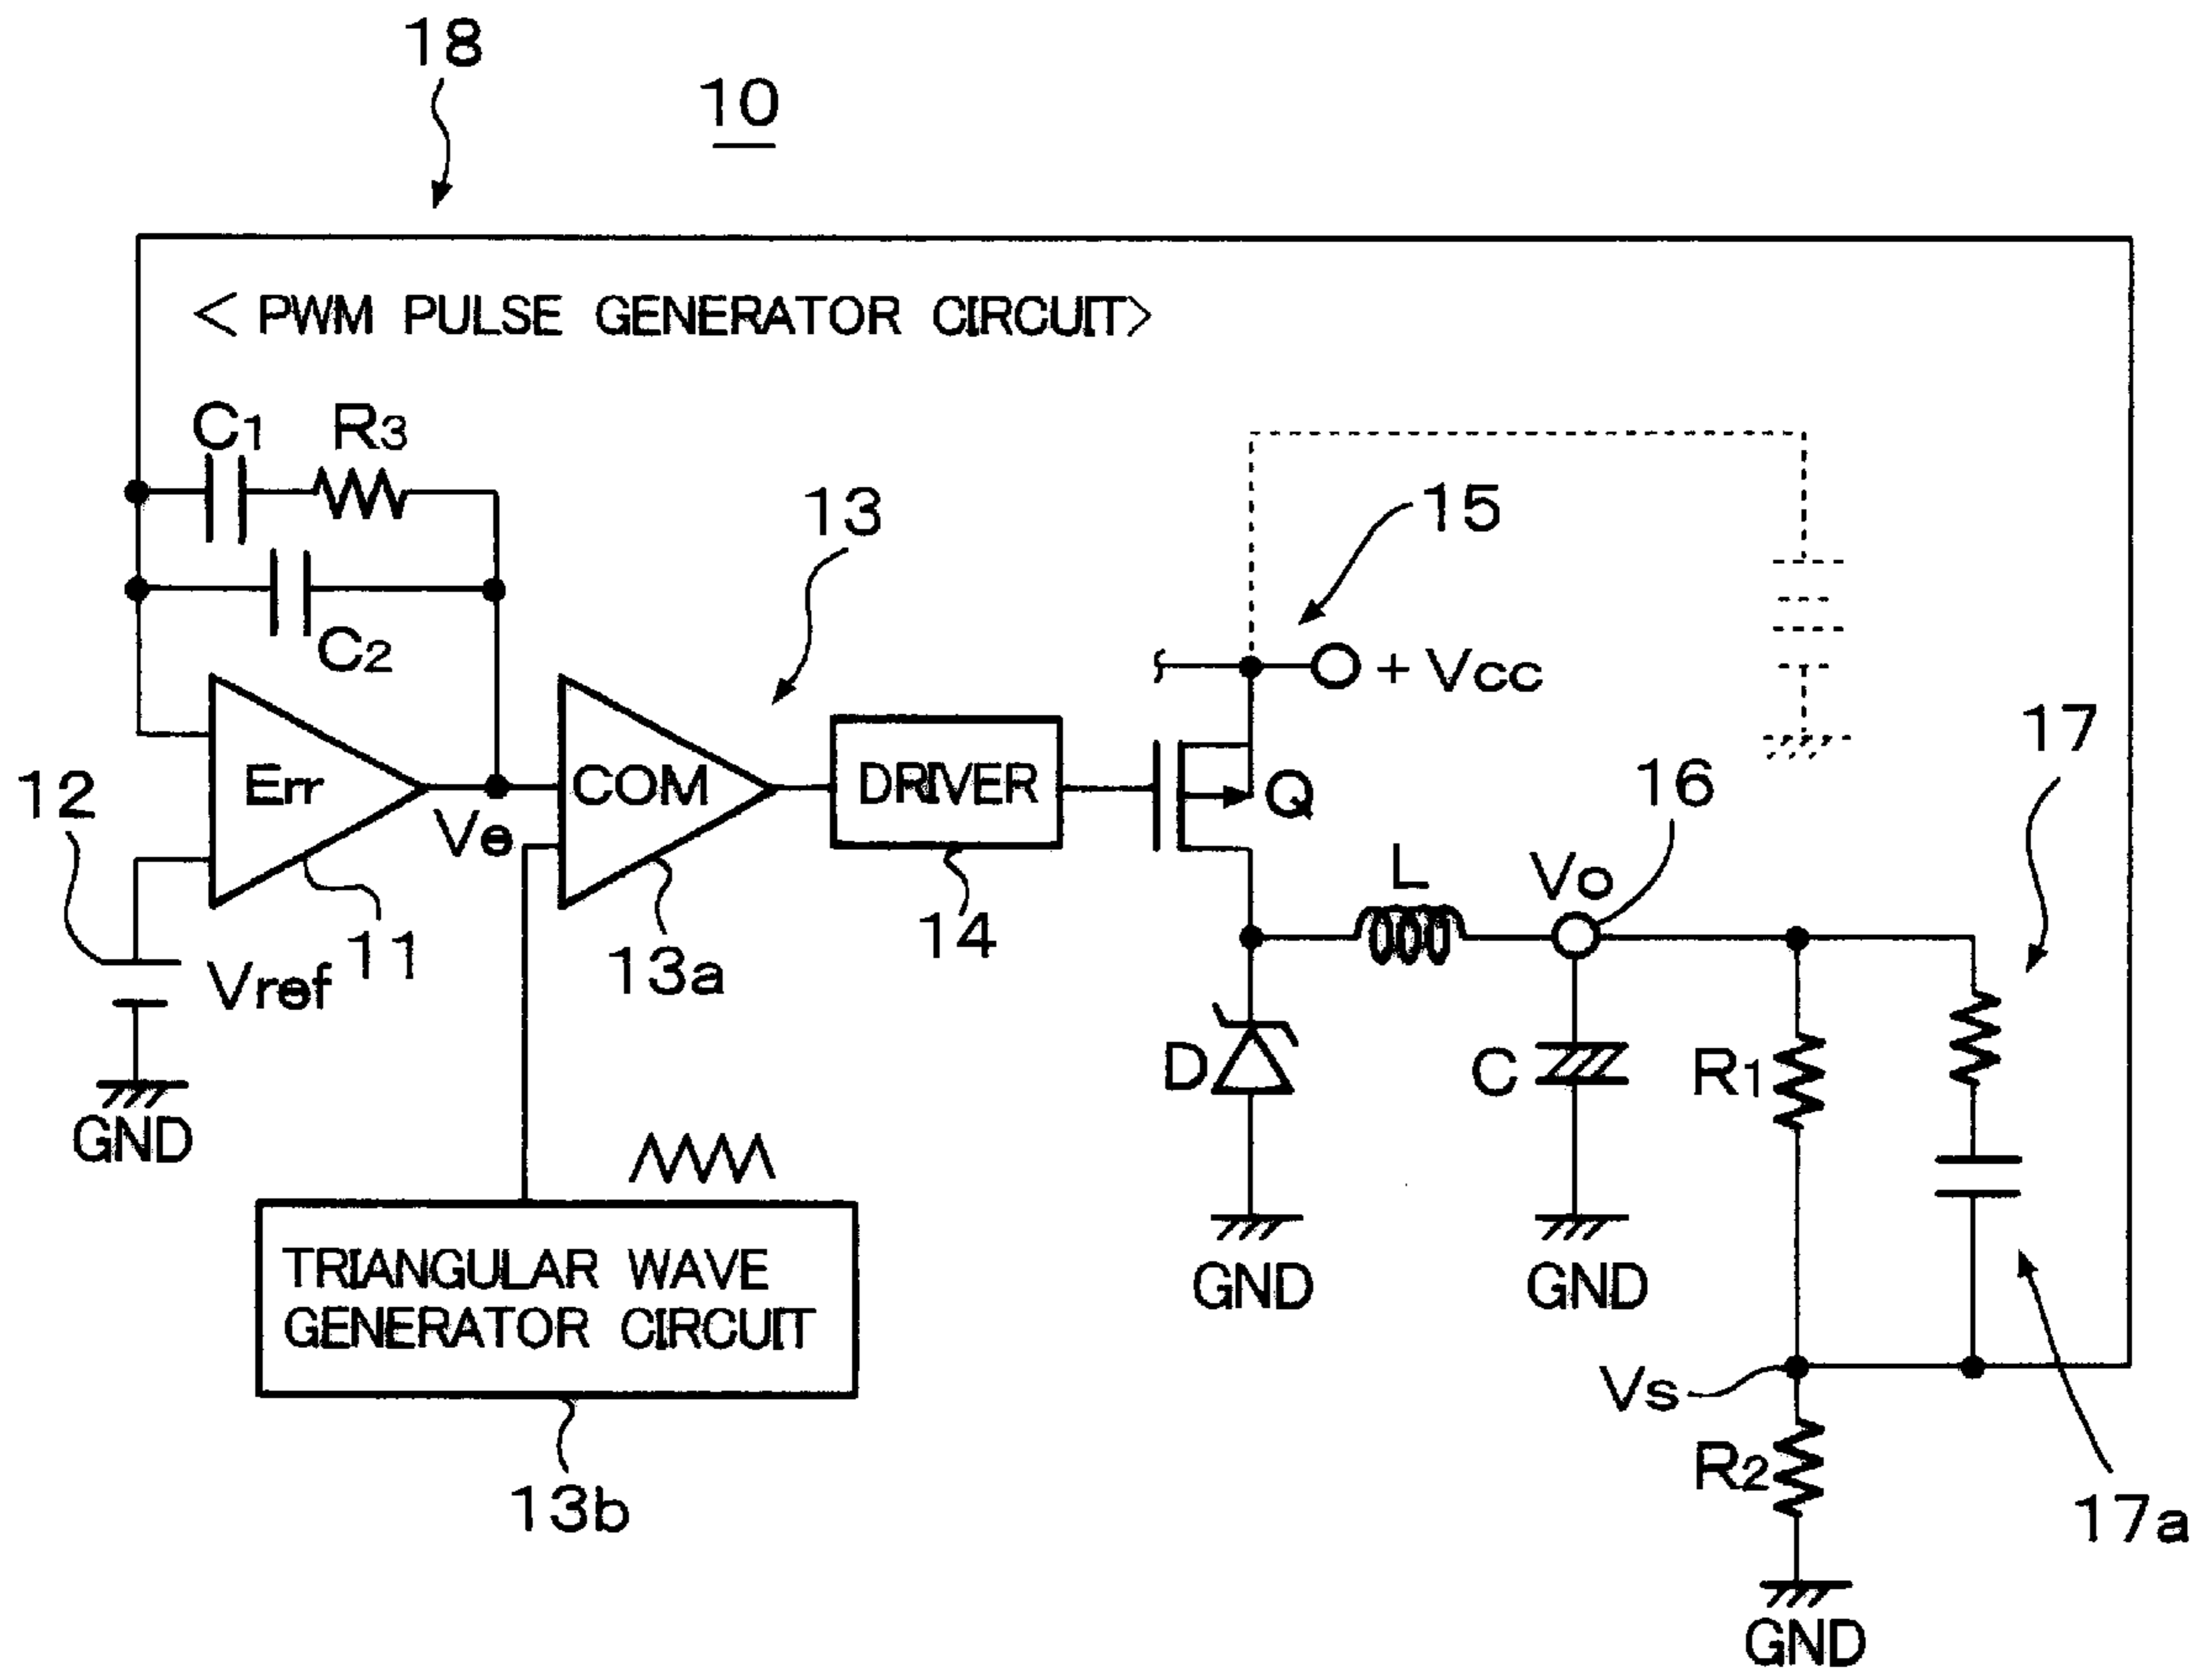 18
10
< PWM PULSE GENERATOR CIRCUIT>
C1
R3
13
15
C2
+ Vcc
17
12
Err
COM
DRIVER
Q
16
Ve
L
Vo
11
13a
14
Vref
D
C
R1
GND
TRIANGULAR WAVE
GENERATOR CIRCUIT
GND
GND
Vs
R2
13b
17a
GND